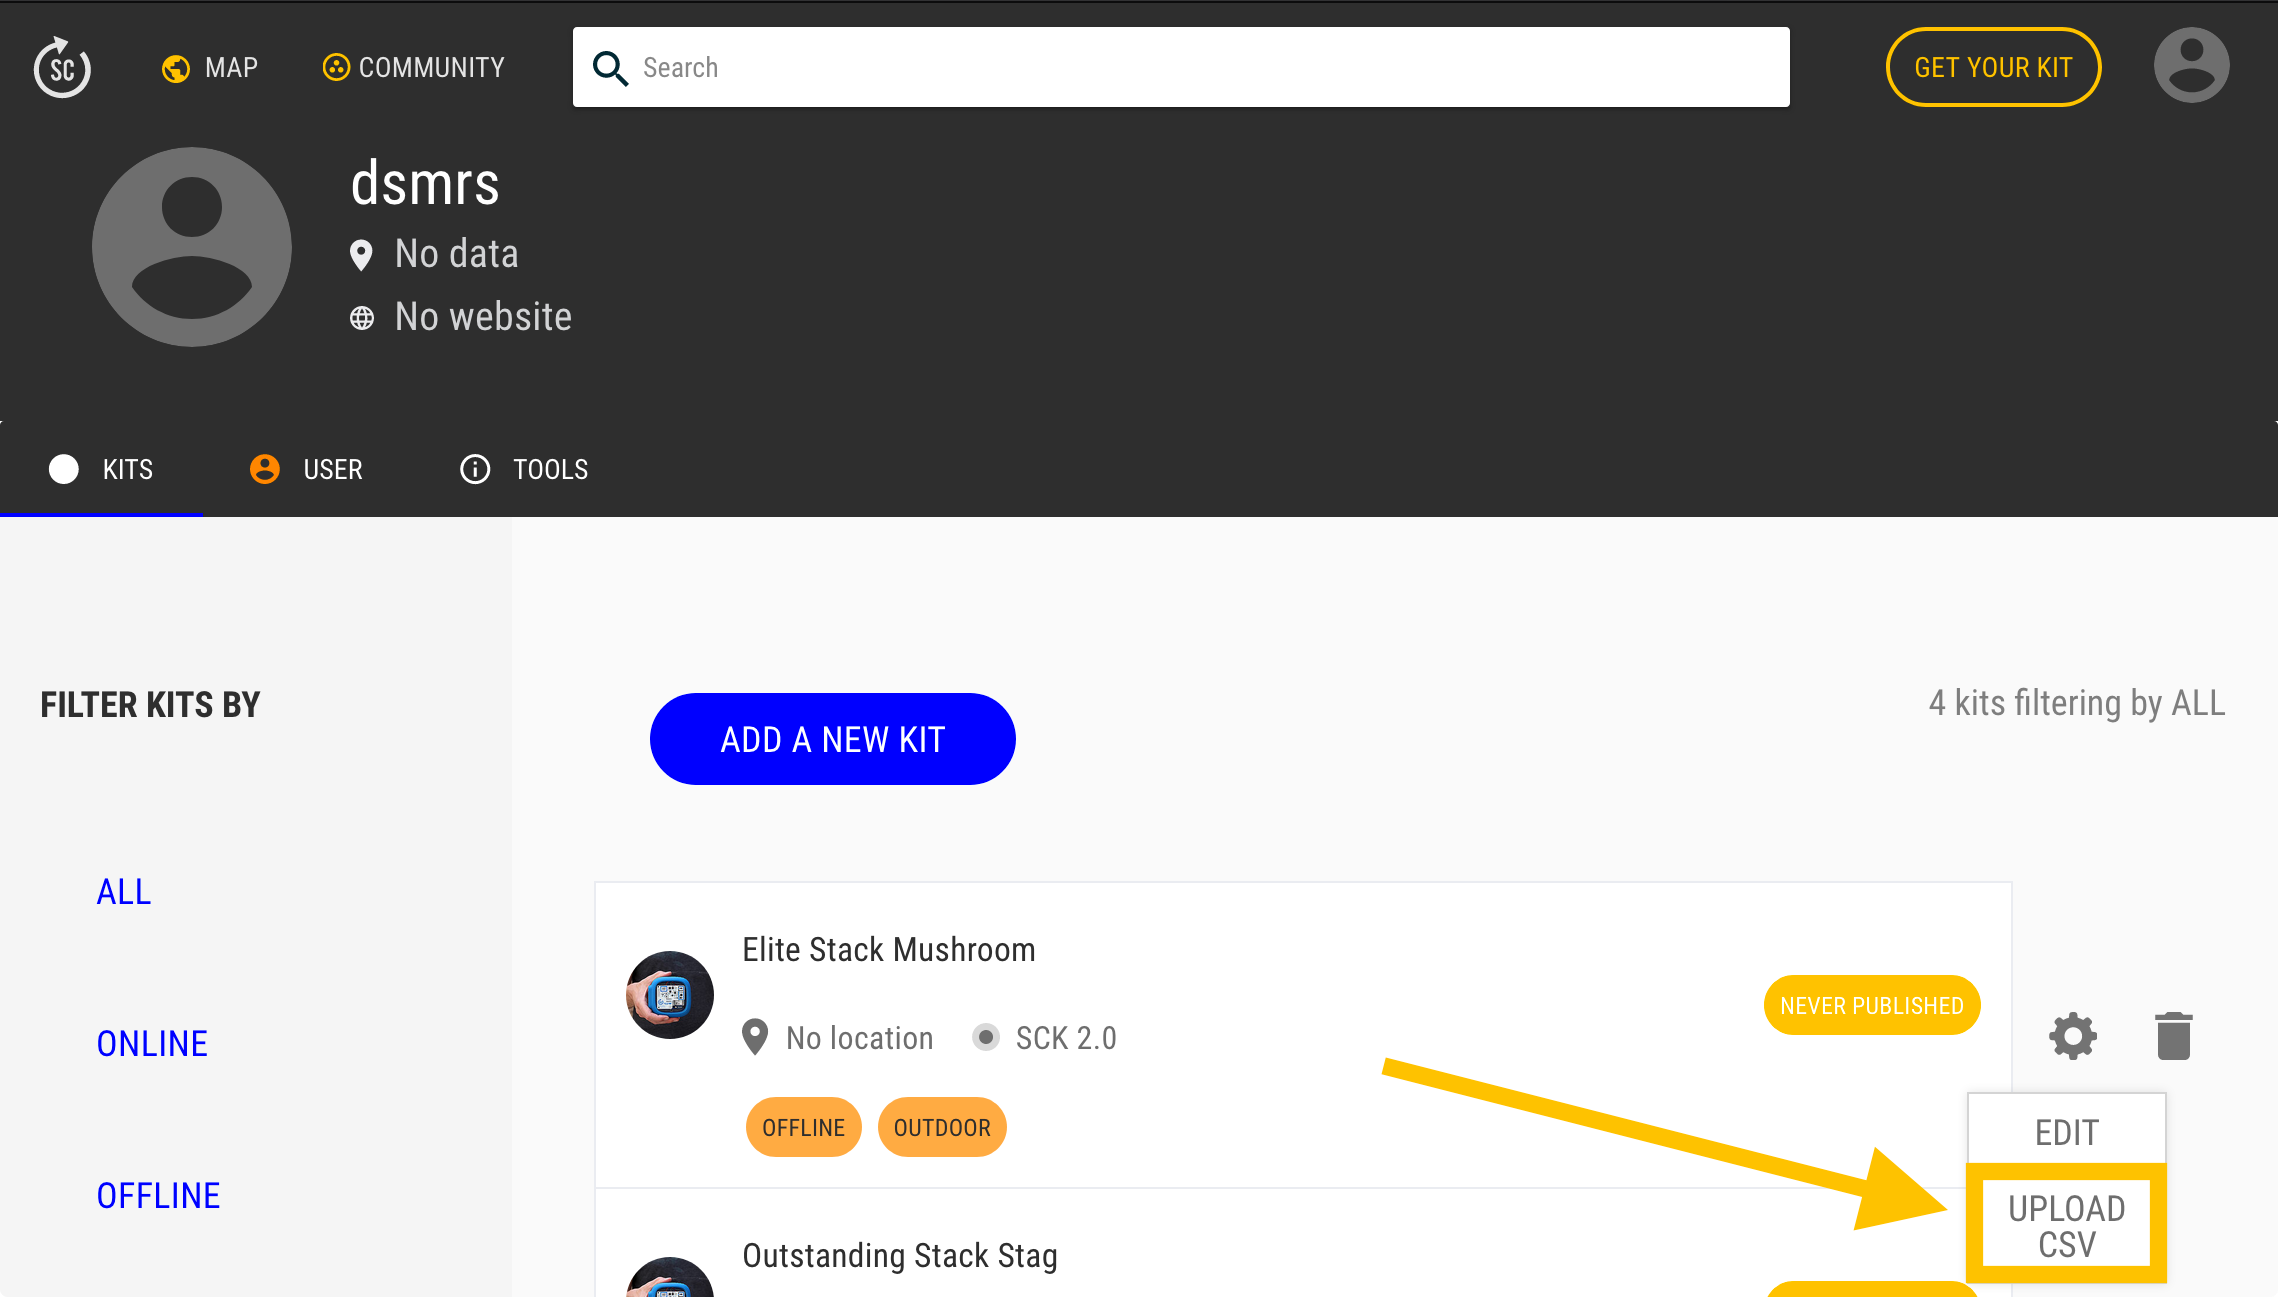 SC MAP COMMUNITY Search GET YOUR KIT
dsmrs
No data
No website
KITS USER TOOLS
FILTER KITS BY
ALL
ONLINE
OFFLINE
ADD A NEW KIT
4 kits filtering by ALL
Elite Stack Mushroom
NEVER PUBLISHED
No location SCK 2.0
OFFLINE OUTDOOR
EDIT
UPLOAD
CSV
Outstanding Stack Stag